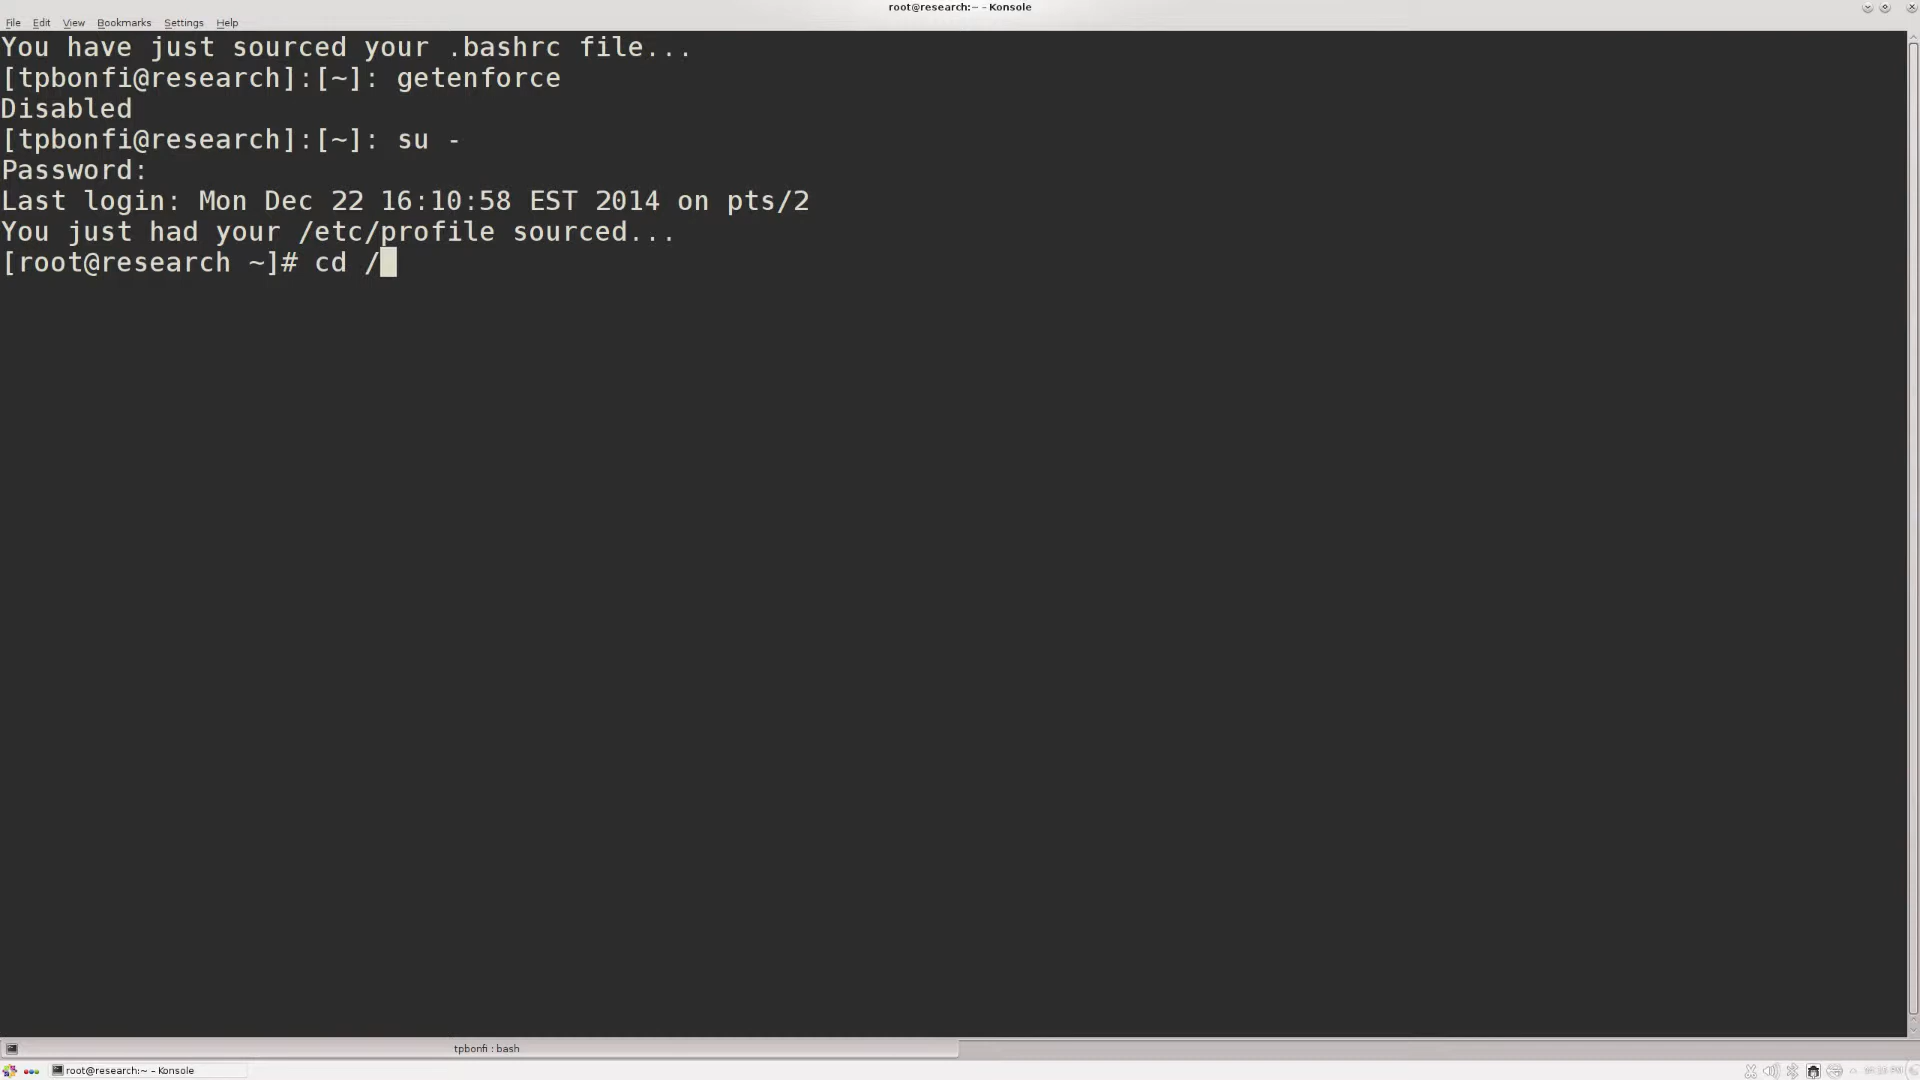 root@research:~ – Konsole
File Edit View Bookmarks Settings Help
You have just sourced your .bashrc file...
[tpbonfi@research]:[~]: getenforce
Disabled
[tpbonfi@research]:[~]: su -
Password:
Last login: Mon Dec 22 16:10:58 EST 2014 on pts/2
You just had your /etc/profile sourced...
[root@research ~]# cd /
tpbonfi : bash
root@research:~ – Konsole